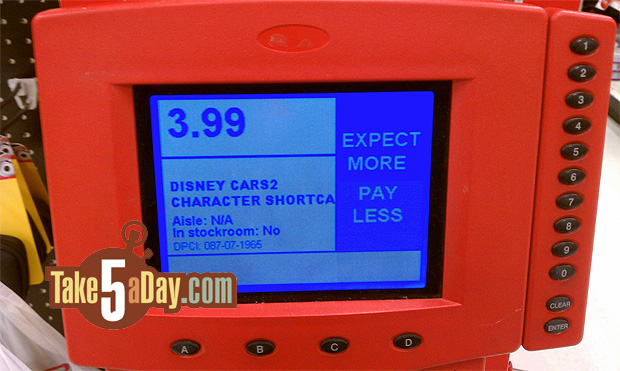 3.99
EXPECT
MORE
PAY
LESS
DISNEY CARS2
CHARACTER SHORTCA
Aisle: N/A
In stockroom: No
DPCI: 087-07-1965
Take5aDay.com
1
2
3
4
5
6
7
8
9
0
CLEAR
ENTER
A
B
C
D